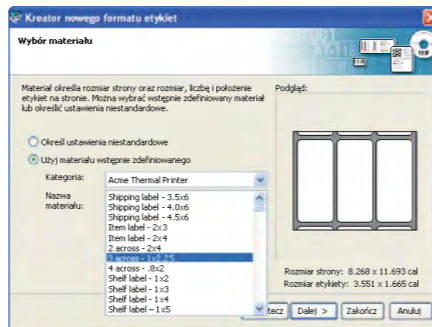 Kreator nowego formatu etykiet
Wybór materiału
Materiał określa rozmiar strony oraz rozmiar, liczbę i położenie
etykiet na stronie. Można wybrać wstępnie zdefiniowany materiał
lub określić ustawienia niestandardowe.
Podgląd:
Określ ustawienia niestandardowe
Użyj materiału wstępnie zdefiniowanego
Kategoria:
Acme Thermal Printer
Nazwa
materiału:
Shipping label - 3.5x6
Shipping label - 4.0x6
Shipping label - 4.5x6
Item label - 2x3
Item label - 2x4
2 across - 2x4
3 across - 1x2.25
4 across - .8x2
Shelf label - 1x2
Shelf label - 1x3
Shelf label - 1x4
Shelf label – 1x5
Rozmiar strony: 8.268 x 11.693 cal
Rozmiar etykiety: 3.551 x 1.665 cal
tecz
Dalej >
Zakończ
Anuluj